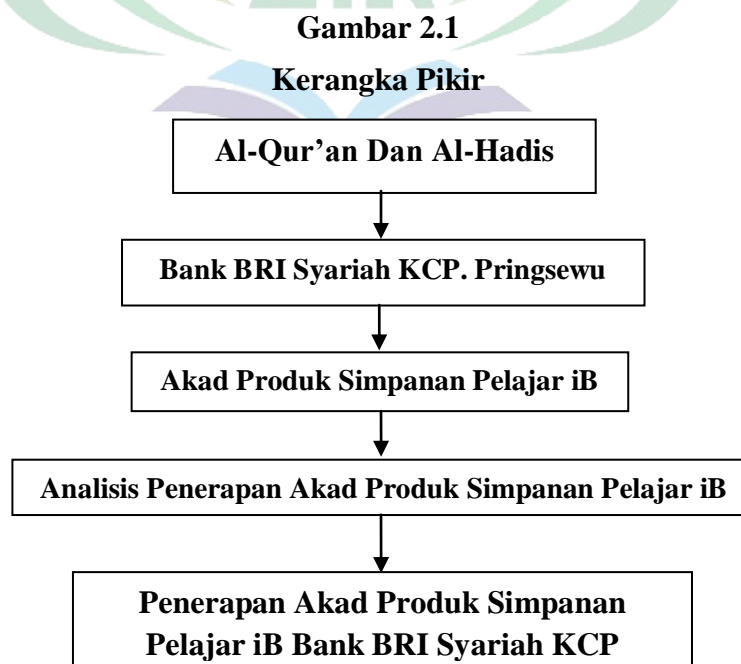 Gambar 2.1
Kerangka Pikir
Al-Qur’an Dan Al-Hadis
Bank BRI Syariah KCP. Pringsewu
Akad Produk Simpanan Pelajar iB
Analisis Penerapan Akad Produk Simpanan Pelajar iB
Penerapan Akad Produk Simpanan
Pelajar iB Bank BRI Syariah KCP